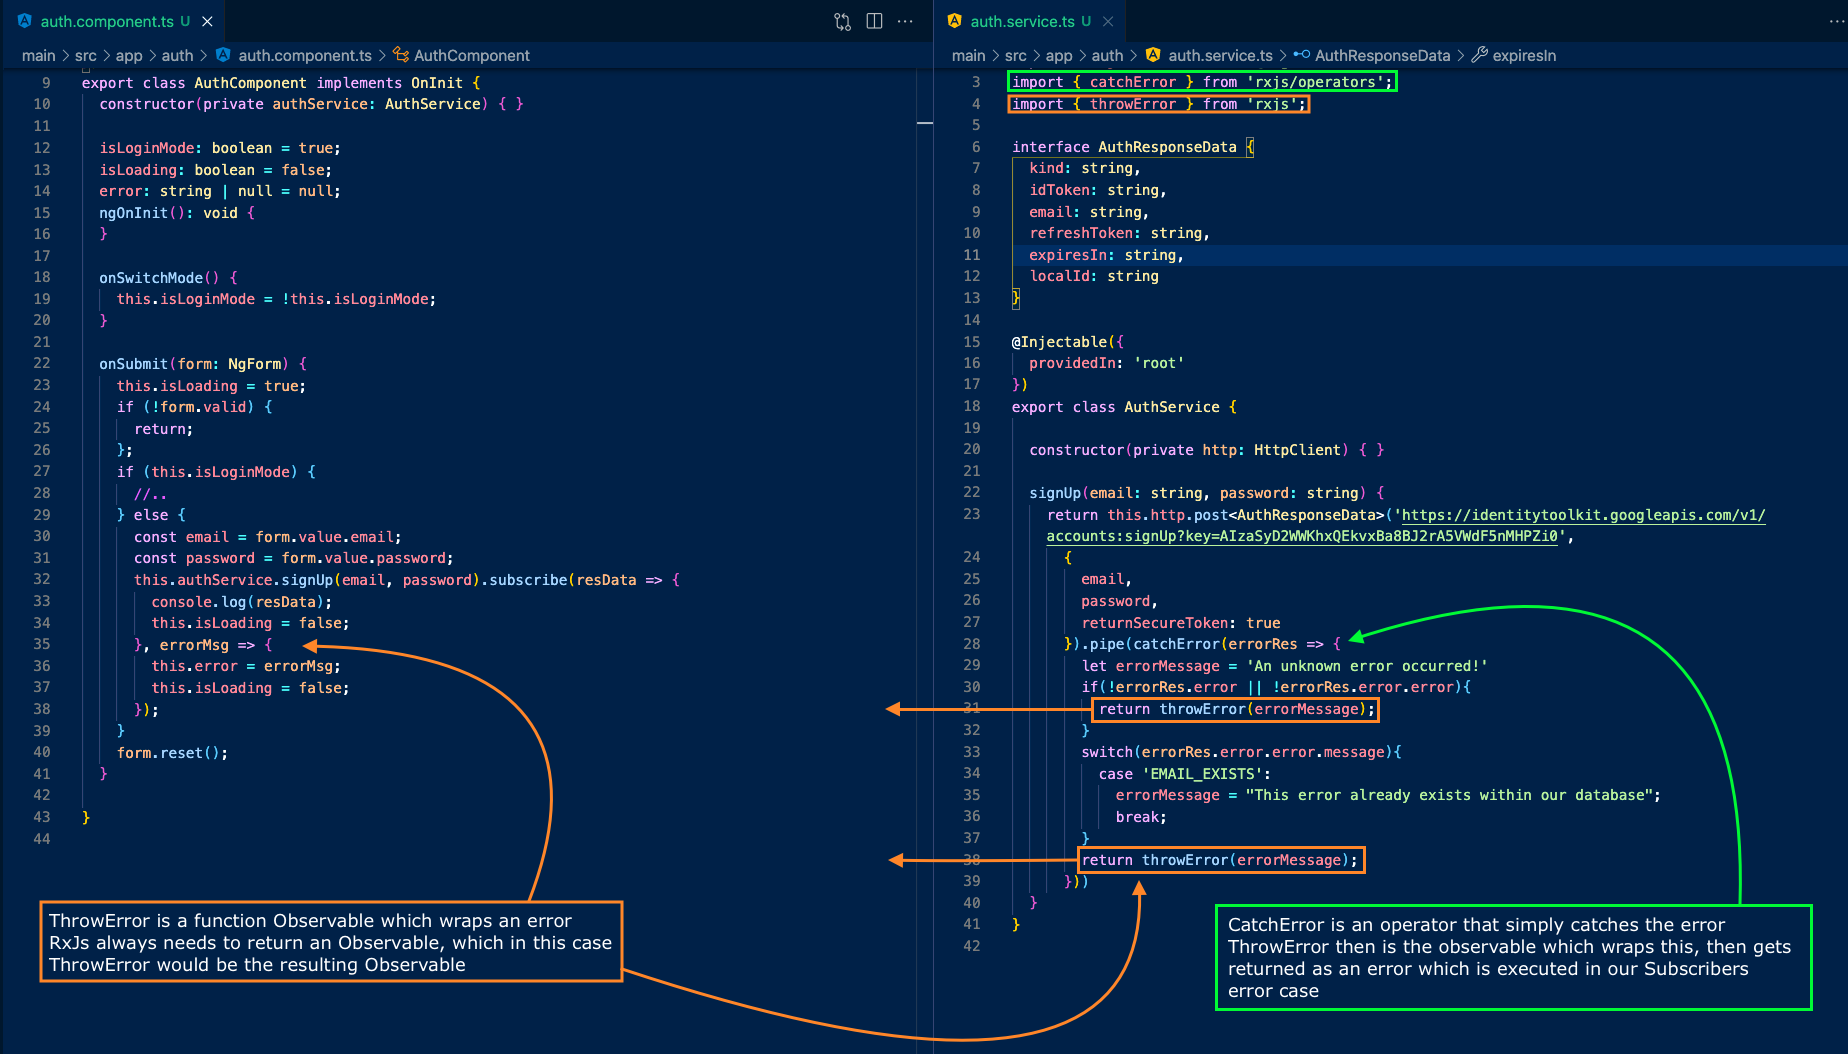 auth.component.ts U
main > src > app > auth > auth.component.ts > AuthComponent
9 export class AuthComponent implements OnInit {
10 constructor(private authService: AuthService) { }
11
12 isLoginMode: boolean = true;
13 isLoading: boolean = false;
14 error: string | null = null;
15 ngOnInit(): void {
16 }
17
18 onSwitchMode() {
19 this.isLoginMode = !this.isLoginMode;
20 }
21
22 onSubmit(form: NgForm) {
23 this.isLoading = true;
24 if (!form.valid) {
25 return;
26 };
27 if (this.isLoginMode) {
28 //..
29 } else {
30 const email = form.value.email;
31 const password = form.value.password;
32 this.authService.signUp(email, password).subscribe(resData => {
33 console.log(resData);
34 this.isLoading = false;
35 }, errorMsg => {
36 this.error = errorMsg;
37 this.isLoading = false;
38 });
39 }
40 form.reset();
41 }
42
43 }
44
ThrowError is a function Observable which wraps an error
RxJs always needs to return an Observable, which in this case
ThrowError would be the resulting Observable
auth.service.ts U
main > src > app > auth > auth.service.ts > AuthResponseData > expiresIn
3 import { catchError } from 'rxjs/operators';
4 import { throwError } from 'rxjs';
5
6 interface AuthResponseData {
7 kind: string,
8 idToken: string,
9 email: string,
10 refreshToken: string,
11 expiresIn: string,
12 localId: string
13 }
14
15 @Injectable({
16 providedIn: 'root'
17 })
18 export class AuthService {
19
20 constructor(private http: HttpClient) { }
21
22 signUp(email: string, password: string) {
23 return this.http.post<AuthResponseData>('https://identitytoolkit.googleapis.com/v1/
accounts:signUp?key=AIzaSyD2WWKhxQEkvxBa8BJ2rA5VWdF5nMHPZi0',
24 {
25 email,
26 password,
27 returnSecureToken: true
28 }).pipe(catchError(errorRes => {
29 let errorMessage = 'An unknown error occurred!'
30 if(!errorRes.error || !errorRes.error.error){
31 return throwError(errorMessage);
32 }
33 switch(errorRes.error.error.message){
34 case 'EMAIL_EXISTS':
35 errorMessage = "This error already exists within our database";
36 break;
37 }
38 return throwError(errorMessage);
39 }))
40 }
41 }
42
CatchError is an operator that simply catches the error
ThrowError then is the observable which wraps this, then gets
returned as an error which is executed in our Subscribers
error case